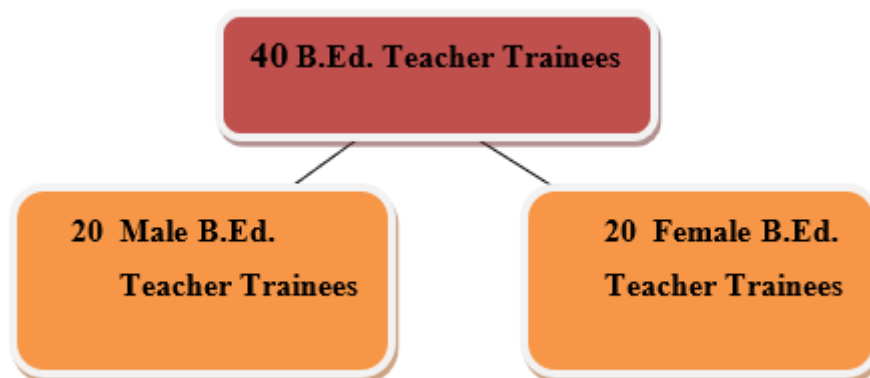 40 B.Ed. Teacher Trainees
20 Male B.Ed.
Teacher Trainees
20 Female B.Ed.
Teacher Trainees